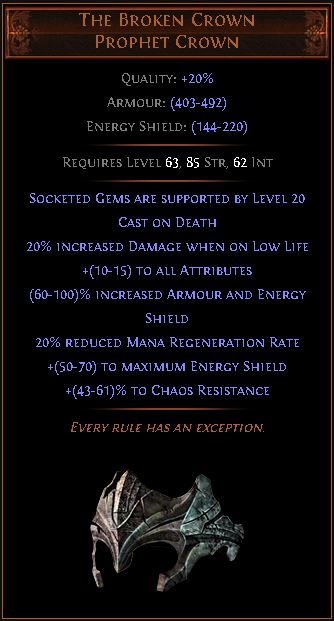 The Broken Crown
Prophet Crown
Quality: +20%
Armour: (403-492)
Energy Shield: (144-220)
Requires Level 63, 85 Str, 62 Int
Socketed Gems are supported by Level 20
Cast on Death
20% increased Damage when on Low Life
+(10-15) to all Attributes
(60-100)% increased Armour and Energy
Shield
20% reduced Mana Regeneration Rate
+(50-70) to maximum Energy Shield
+(43-61)% to Chaos Resistance
Every rule has an exception.